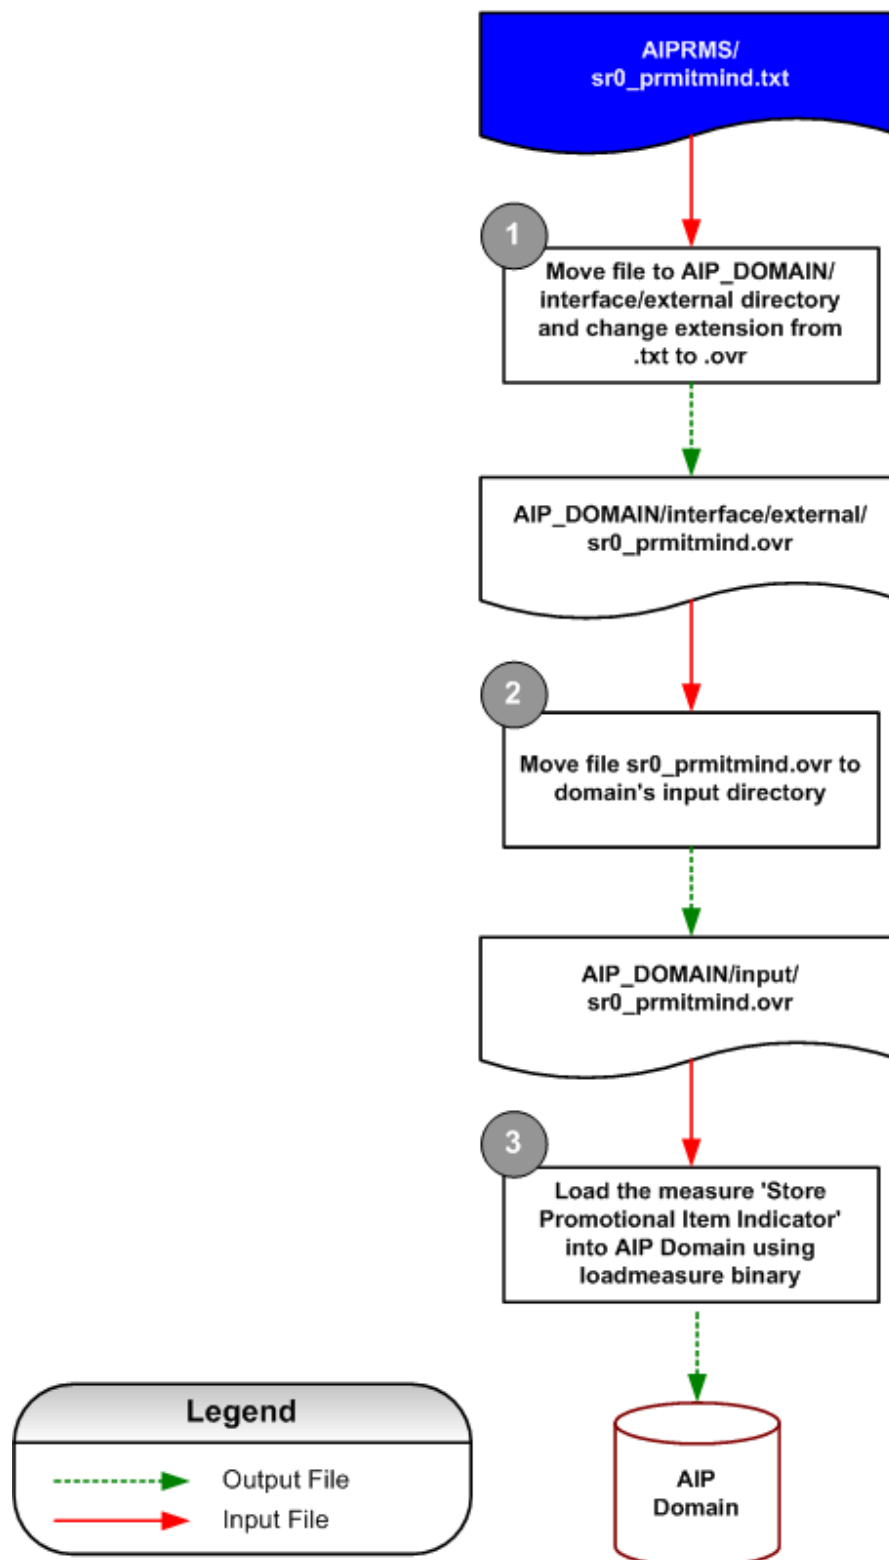 AIPRMS/
sr0_prmitmind.txt
1
Move file to AIP_DOMAIN/
interface/external directory
and change extension from
.txt to .ovr
AIP_DOMAIN/interface/external/
sr0_prmitmind.ovr
2
Move file sr0_prmitmind.ovr to
domain's input directory
AIP_DOMAIN/input/
sr0_prmitmind.ovr
3
Load the measure 'Store
Promotional Item Indicator'
into AIP Domain using
loadmeasure binary
AIP
Domain
Legend
Output File
Input File